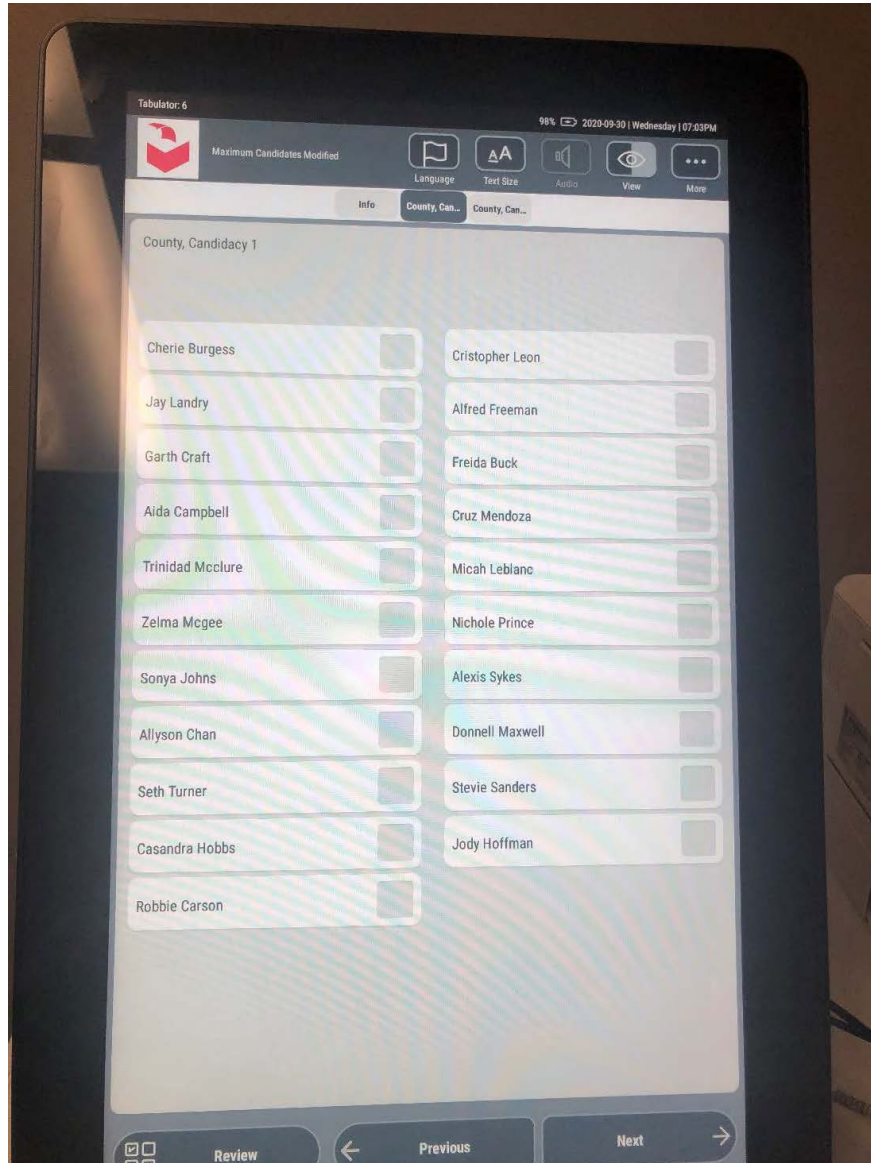 Tabulator: 6
98% 2020-09-30 | Wednesday | 07:03PM
Maximum Candidates Modified
Language
AA
Text Size
Audio
View
More
Info
County, Can...
County, Can...
County, Candidacy 1
Cherie Burgess
Jay Landry
Garth Craft
Aida Campbell
Trinidad Mcclure
Zelma Mcgee
Sonya Johns
Allyson Chan
Seth Turner
Casandra Hobbs
Robbie Carson
Cristopher Leon
Alfred Freeman
Freida Buck
Cruz Mendoza
Micah Leblanc
Nichole Prince
Alexis Sykes
Donnell Maxwell
Stevie Sanders
Jody Hoffman
Review
Previous
Next